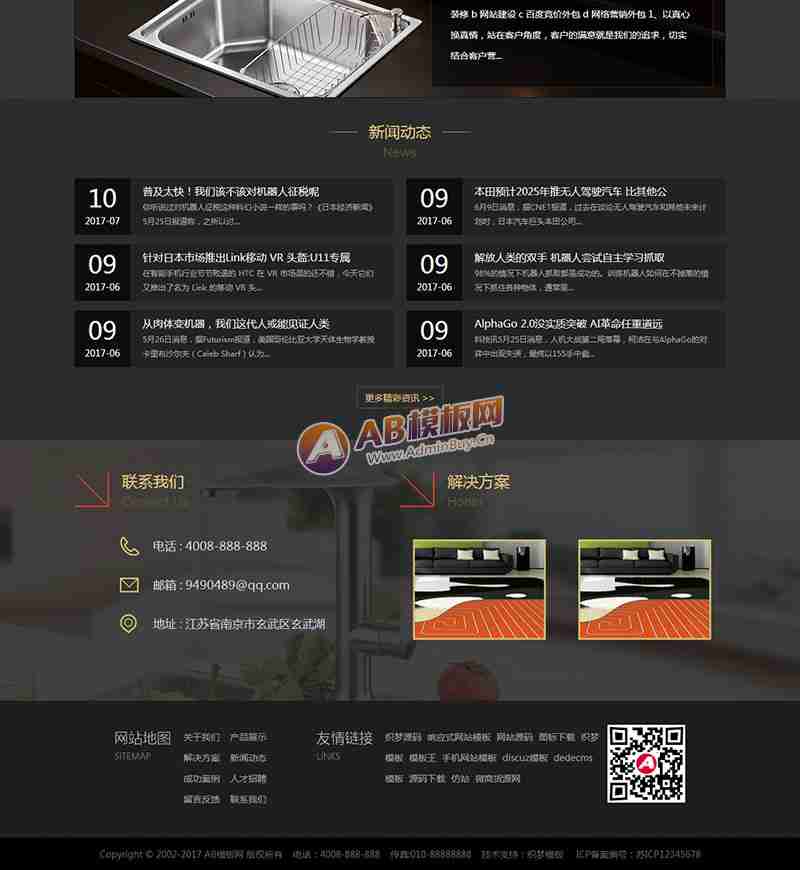 装修 b 网站建设 c 百度竞价外包 d 网络营销外包 1、以真心
换真情，站在客户角度，客户的满意就是我们的追求，切实
结合客户营...
新闻动态
News
10
2017-07
普及太快！我们该不该对机器人征税呢
你听说过对机器人征税这种科幻小说一样的事吗？《日本经济新闻》
5月25日报道称，之所以讨...
09
2017-06
本田预计2025年推无人驾驶汽车 比其他公
6月9日消息，据CNET报道，过去在谈论无人驾驶汽车和其他未来计
划时，日本汽车巨头本田公司...
09
2017-06
针对日本市场推出Link移动 VR 头盔:U11专属
在智能手机行业节节败退的 HTC 在 VR 市场混的还不错，今天它们
又推出了名为 Link 的移动 VR 头...
09
2017-06
解放人类的双手 机器人尝试自主学习抓取
98%的情况下机器人抓取都是成功的。训练机器人如何在不抛落的情
况下抓住各种物体，通常是...
09
2017-06
从肉体变机器，我们这代人或能见证人类
5月26日消息，据Futurism报道，美国哥伦比亚大学天体生物学教授
卡里布沙尔夫（Caleb Sharf）认为...
09
2017-06
AlphaGo 2.0没实质突破 AI革命任重道远
科技讯5月25日消息，人机大战第二局落幕，柯洁在与AlphaGo的对
弈中出现失误，最终以155手中盘...
更多精彩资讯 >>
AB模板网
Www.AdminBuy.Cn
联系我们
Contact Us
解决方案
电话 : 4008-888-888
邮箱 : 9490489@qq.com
地址 : 江苏省南京市玄武区玄武湖
网站地图
SITEMAP
关于我们 产品展示
解决方案 新闻动态
成功案例 人才招聘
留言反馈 联系我们
友情链接
LINKS
织梦源码 响应式网站模板 网站源码 图标下载 织梦
模板 模板王 手机网站模板 discuz模板 dedecms
模板 源码下载 仿站 微商货源网
Copyright © 2002-2017 AB模板网 版权所有 电话：4008-888-888 传真:010-88888888 技术支持：织梦模板 ICP备案编号：苏ICP12345678